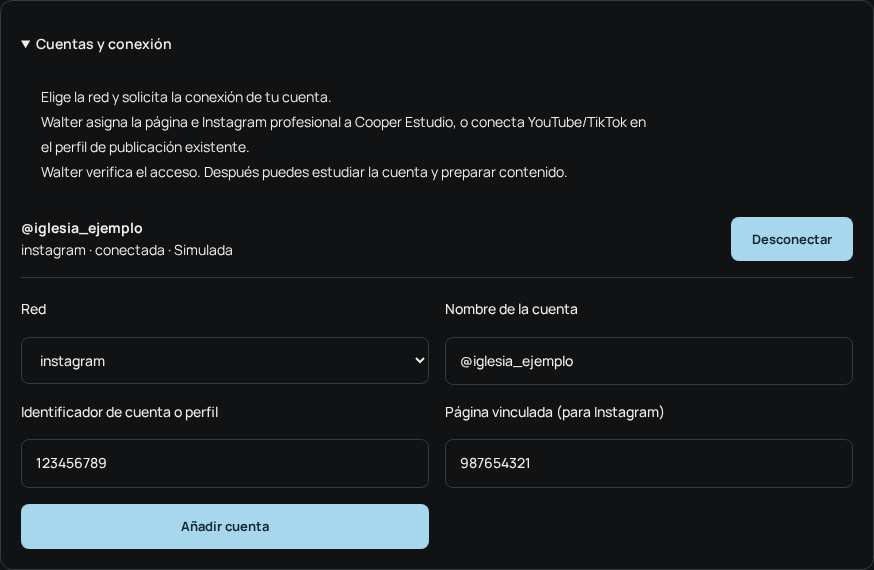 Cuentas y conexión
Elige la red y solicita la conexión de tu cuenta.
Walter asigna la página e Instagram profesional a Cooper Estudio, o conecta YouTube/TikTok en
el perfil de publicación existente.
Walter verifica el acceso. Después puedes estudiar la cuenta y preparar contenido.
@iglesia_ejemplo
instagram · conectada · Simulada
Desconectar
Red
Nombre de la cuenta
instagram
@iglesia_ejemplo
Identificador de cuenta o perfil
Página vinculada (para Instagram)
123456789
987654321
Añadir cuenta